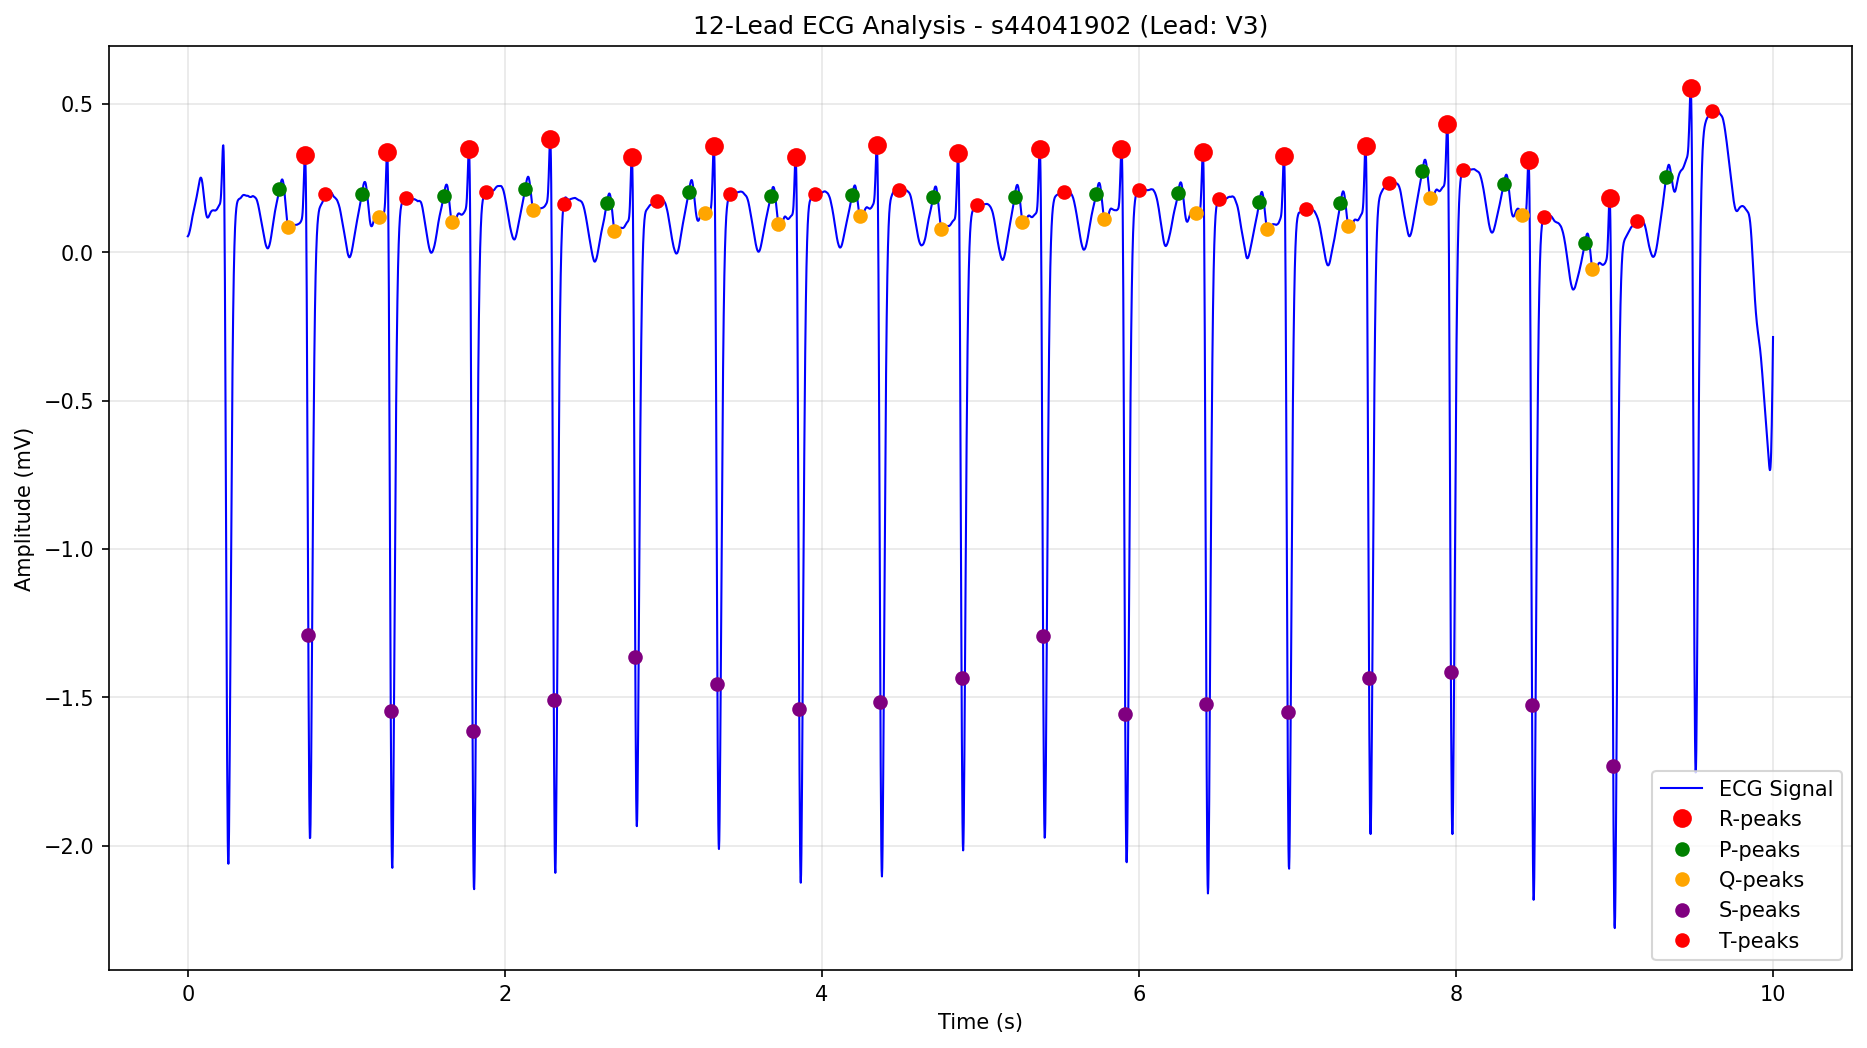 12-Lead ECG Analysis - s44041902 (Lead: V3)
Amplitude (mV)
0.5
0.0
−0.5
−1.0
−1.5
−2.0
ECG Signal
R-peaks
P-peaks
Q-peaks
S-peaks
T-peaks
0 2 4 6 8 10
Time (s)